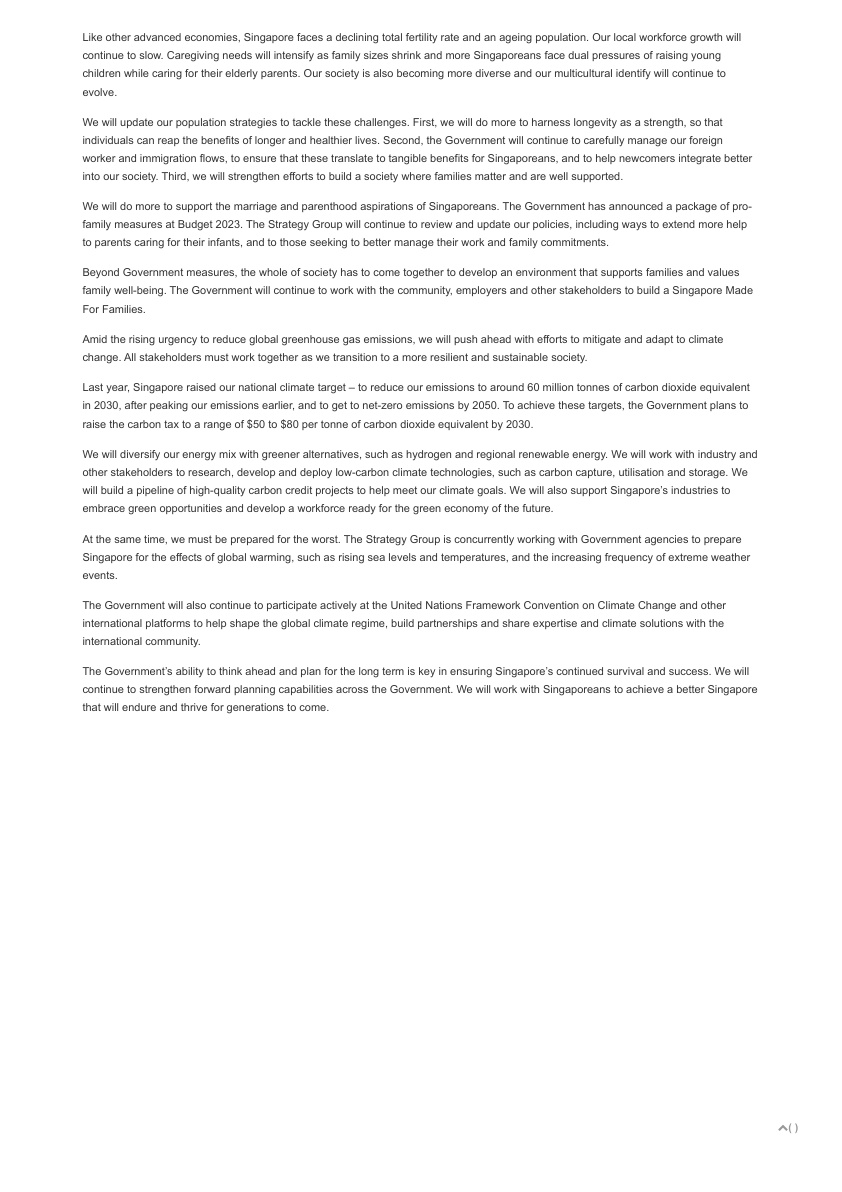 Like other advanced economies, Singapore faces a declining total fertility rate and an ageing population. Our local workforce growth will
continue to slow. Caregiving needs will intensify as family sizes shrink and more Singaporeans face dual pressures of raising young
children while caring for their elderly parents. Our society is also becoming more diverse and our multicultural identify will continue to
evolve.
We will update our population strategies to tackle these challenges. First, we will do more to harness longevity as a strength, so that
individuals can reap the benefits of longer and healthier lives. Second, the Government will continue to carefully manage our foreign
worker and immigration flows, to ensure that these translate to tangible benefits for Singaporeans, and to help newcomers integrate better
into our society. Third, we will strengthen efforts to build a society where families matter and are well supported.
We will do more to support the marriage and parenthood aspirations of Singaporeans. The Government has announced a package of pro-
family measures at Budget 2023. The Strategy Group will continue to review and update our policies, including ways to extend more help
to parents caring for their infants, and to those seeking to better manage their work and family commitments.
Beyond Government measures, the whole of society has to come together to develop an environment that supports families and values
family well-being. The Government will continue to work with the community, employers and other stakeholders to build a Singapore Made
For Families.
Amid the rising urgency to reduce global greenhouse gas emissions, we will push ahead with efforts to mitigate and adapt to climate
change. All stakeholders must work together as we transition to a more resilient and sustainable society.
Last year, Singapore raised our national climate target – to reduce our emissions to around 60 million tonnes of carbon dioxide equivalent
in 2030, after peaking our emissions earlier, and to get to net-zero emissions by 2050. To achieve these targets, the Government plans to
raise the carbon tax to a range of $50 to $80 per tonne of carbon dioxide equivalent by 2030.
We will diversify our energy mix with greener alternatives, such as hydrogen and regional renewable energy. We will work with industry and
other stakeholders to research, develop and deploy low-carbon climate technologies, such as carbon capture, utilisation and storage. We
will build a pipeline of high-quality carbon credit projects to help meet our climate goals. We will also support Singapore’s industries to
embrace green opportunities and develop a workforce ready for the green economy of the future.
At the same time, we must be prepared for the worst. The Strategy Group is concurrently working with Government agencies to prepare
Singapore for the effects of global warming, such as rising sea levels and temperatures, and the increasing frequency of extreme weather
events.
The Government will also continue to participate actively at the United Nations Framework Convention on Climate Change and other
international platforms to help shape the global climate regime, build partnerships and share expertise and climate solutions with the
international community.
The Government’s ability to think ahead and plan for the long term is key in ensuring Singapore’s continued survival and success. We will
continue to strengthen forward planning capabilities across the Government. We will work with Singaporeans to achieve a better Singapore
that will endure and thrive for generations to come.
( )